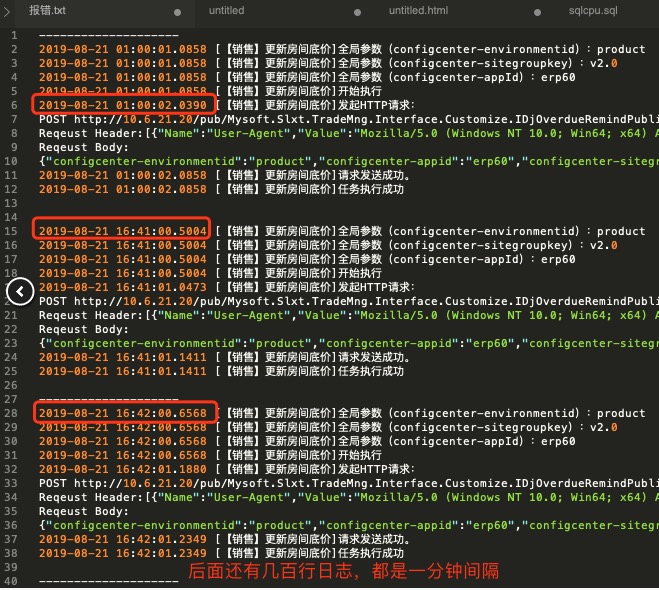 报错.txt
untitled
untitled.html
sqlcpu.sql
1 --------------------
2 2019-08-21 01:00:01.0858 [【销售】更新房间底价]全局参数 (configcenter-environmentid) : product
3 2019-08-21 01:00:01.0858 [【销售】更新房间底价]全局参数 (configcenter-sitegroupkey) : v2.0
4 2019-08-21 01:00:01.0858 [【销售】更新房间底价]全局参数 (configcenter-appId) : erp60
5 2019-08-21 01:00:01.0858 [【销售】更新房间底价]开始执行
6 2019-08-21 01:00:02.0390 [【销售】更新房间底价]发起HTTP请求:
7 POST http://10.6.21.20/pub/Mysoft.Slxt.TradeMng.Interface.Customize.IDjOverdueRemindPubli
8 Reqeust Header:[{"Name":"User-Agent","Value":"Mozilla/5.0 (Windows NT 10.0; Win64; x64) A
9 Reqeust Body:
10 {"configcenter-environmentid":"product","configcenter-appid":"erp60","configcenter-sitegr
11 2019-08-21 01:00:02.0858 [【销售】更新房间底价]请求发送成功。
12 2019-08-21 01:00:02.0858 [【销售】更新房间底价]任务执行成功
13
14
15 2019-08-21 16:41:00.5004 [【销售】更新房间底价]全局参数 (configcenter-environmentid) : product
16 2019-08-21 16:41:00.5004 [【销售】更新房间底价]全局参数 (configcenter-sitegroupkey) : v2.0
17 2019-08-21 16:41:00.5004 [【销售】更新房间底价]全局参数 (configcenter-appId) : erp60
18 2019-08-21 16:41:00.5004 [【销售】更新房间底价]开始执行
2019-08-21 16:41:01.0473 [【销售】更新房间底价]发起HTTP请求:
POST http://10.6.21.20/pub/Mysoft.Slxt.TradeMng.Interface.Customize.IDjOverdueRemindPubli
21 Reqeust Header:[{"Name":"User-Agent","Value":"Mozilla/5.0 (Windows NT 10.0; Win64; x64) A
22 Reqeust Body:
23 {"configcenter-environmentid":"product","configcenter-appid":"erp60","configcenter-sitegr
24 2019-08-21 16:41:01.1411 [【销售】更新房间底价]请求发送成功。
25 2019-08-21 16:41:01.1411 [【销售】更新房间底价]任务执行成功
26
27 --------------------
28 2019-08-21 16:42:00.6568 [【销售】更新房间底价]全局参数 (configcenter-environmentid) : product
29 2019-08-21 16:42:00.6568 [【销售】更新房间底价]全局参数 (configcenter-sitegroupkey) : v2.0
30 2019-08-21 16:42:00.6568 [【销售】更新房间底价]全局参数 (configcenter-appId) : erp60
31 2019-08-21 16:42:00.6568 [【销售】更新房间底价]开始执行
32 2019-08-21 16:42:01.1880 [【销售】更新房间底价]发起HTTP请求:
33 POST http://10.6.21.20/pub/Mysoft.Slxt.TradeMng.Interface.Customize.IDjOverdueRemindPubli
34 Reqeust Header:[{"Name":"User-Agent","Value":"Mozilla/5.0 (Windows NT 10.0; Win64; x64) A
35 Reqeust Body:
36 {"configcenter-environmentid":"product","configcenter-appid":"erp60","configcenter-sitegr
37 2019-08-21 16:42:01.2349 [【销售】更新房间底价]请求发送成功。
38 2019-08-21 16:42:01.2349 [【销售】更新房间底价]任务执行成功
39 后面还有几百行日志，都是一分钟间隔
40 --------------------